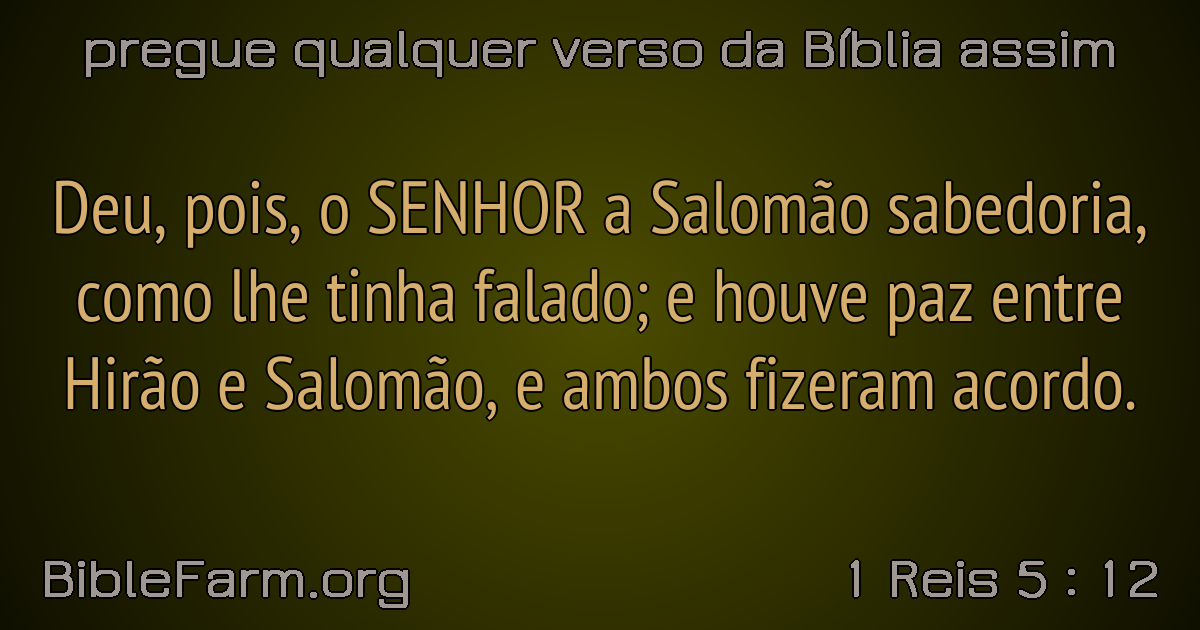 pregue qualquer verso da Bíblia assim
Deu, pois, o SENHOR a Salomão sabedoria,
como lhe tinha falado; e houve paz entre
Hirão e Salomão, e ambos fizeram acordo.
BibleFarm.org
1 Reis 5 : 12